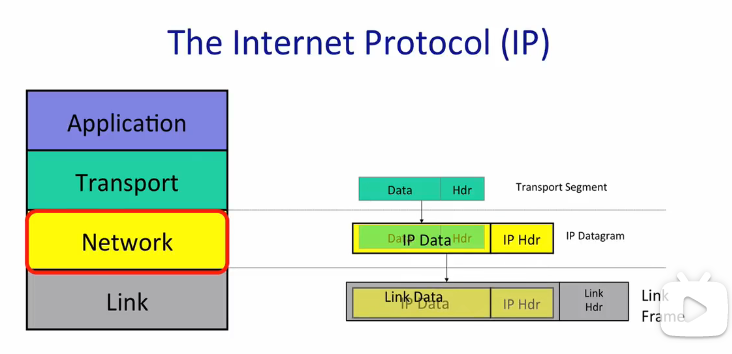 The Internet Protocol (IP)
Application
Transport
Network
Link
Data Hdr Transport Segment
Data Hdr
IP Data IP Hdr IP Datagram
Link Data
IP Data IP Hdr
Link Hdr
Link
Frame